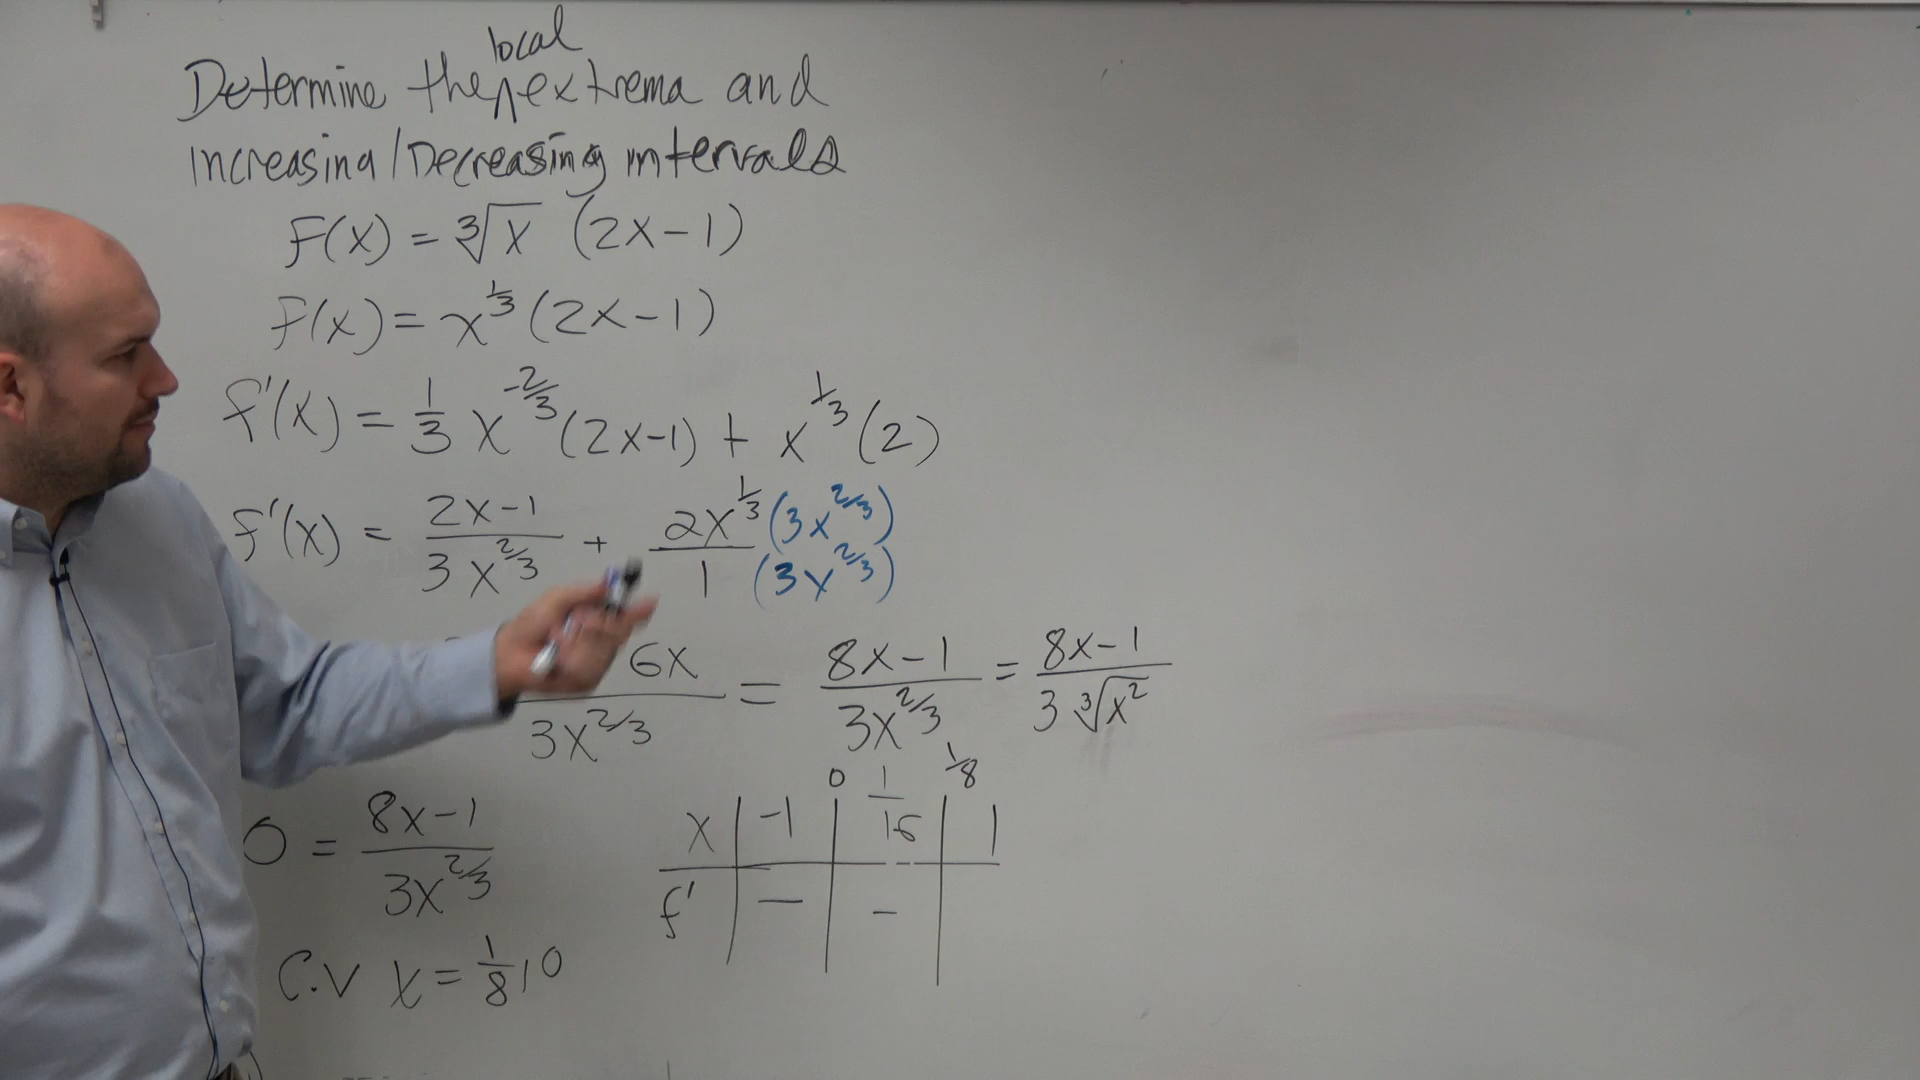 Determine the local extrema and
increasing/Decreasing intervals
F(x) = ∛x (2x-1)
F(x) = x^(1/3) (2x-1)
f'(x) = 1/3 x^(-2/3) (2x-1) + x^(1/3) (2)
f'(x) = (2x-1)/(3x^(2/3)) + 2x^(1/3)(3x^(2/3))/1(3x^(2/3))
6x/(3x^(2/3)) = (8x-1)/(3x^(2/3)) = (8x-1)/(3∛x²)
0 = (8x-1)/(3x^(2/3))
C.V x = 1/8, 0
0 1/8
x | -1 | 1/16 | 1
f' | - | - |